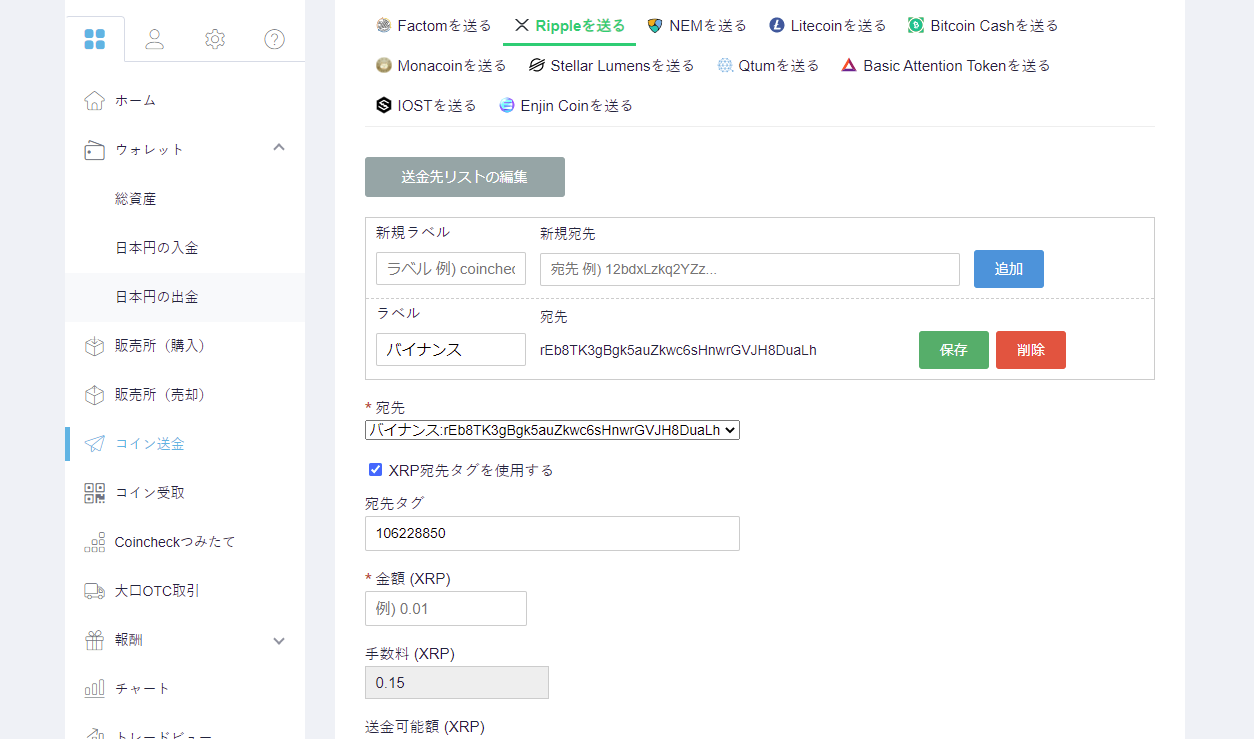 ホーム
ウォレット
総資産
日本円の入金
日本円の出金
販売所（購入）
販売所（売却）
コイン送金
コイン受取
Coincheckつみたて
大口OTC取引
報酬
チャート
トレードビュー
Factomを送る Rippleを送る NEMを送る Litecoinを送る Bitcoin Cashを送る
Monacoinを送る Stellar Lumensを送る Qtumを送る Basic Attention Tokenを送る
IOSTを送る Enjin Coinを送る
送金先リストの編集
新規ラベル 新規宛先
ラベル 例) coinchec 宛先 例) 12bdxLzkq2YZz... 追加
ラベル 宛先
バイナンス rEb8TK3gBgk5auZkwc6sHnwrGVJH8DuaLh 保存 削除
* 宛先
バイナンス:rEb8TK3gBgk5auZkwc6sHnwrGVJH8DuaLh
XRP宛先タグを使用する
宛先タグ
106228850
* 金額 (XRP)
例) 0.01
手数料 (XRP)
0.15
送金可能額 (XRP)